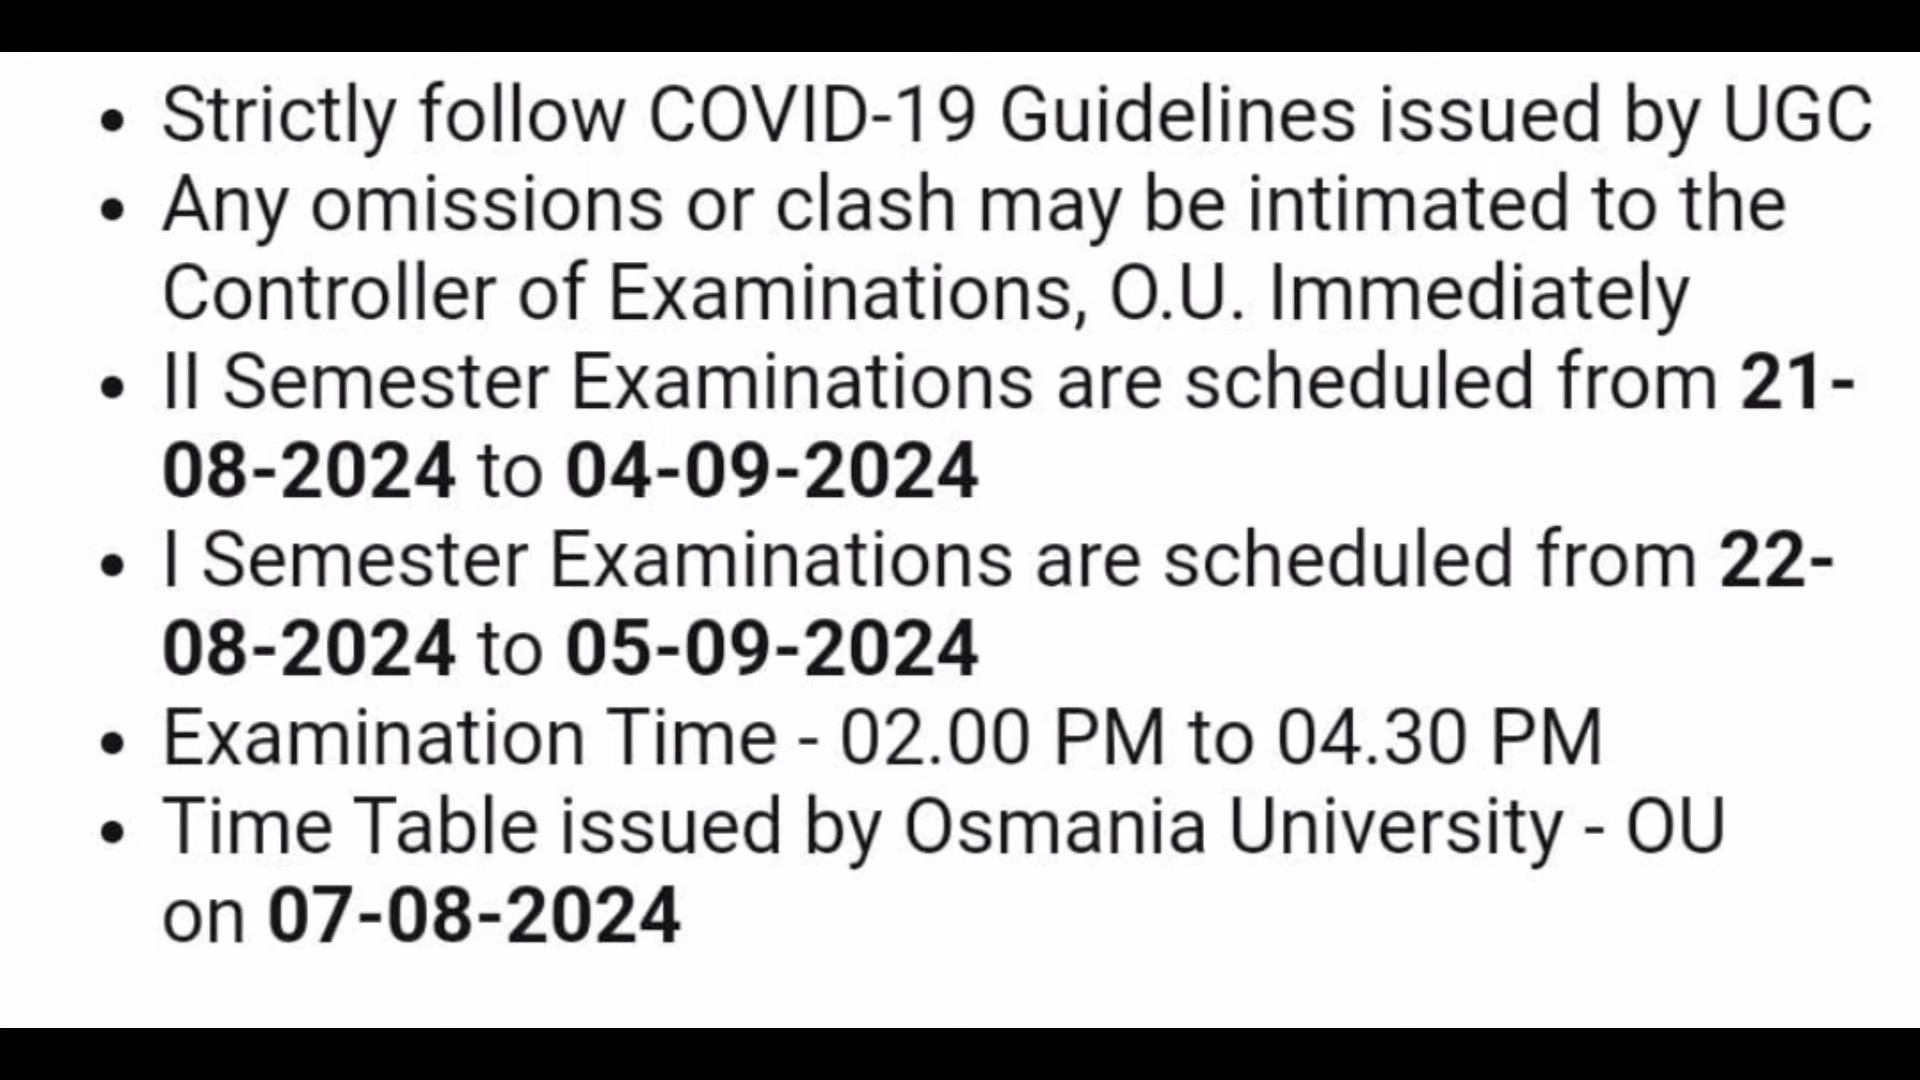 • Strictly follow COVID-19 Guidelines issued by UGC
• Any omissions or clash may be intimated to the
Controller of Examinations, O.U. Immediately
• II Semester Examinations are scheduled from 21-
08-2024 to 04-09-2024
• I Semester Examinations are scheduled from 22-
08-2024 to 05-09-2024
• Examination Time - 02.00 PM to 04.30 PM
• Time Table issued by Osmania University - OU
on 07-08-2024